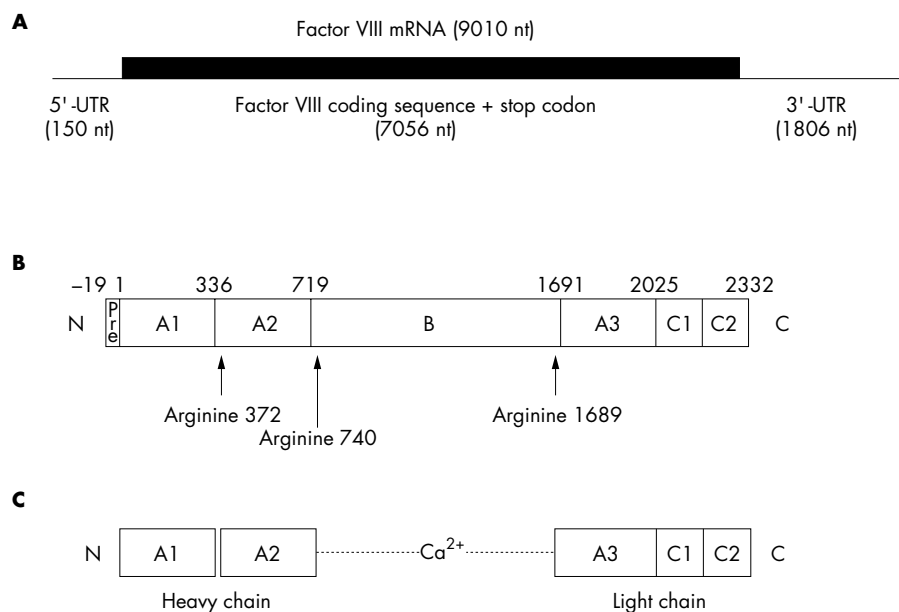 A
Factor VIII mRNA (9010 nt)
5'-UTR
(150 nt)
Factor VIII coding sequence + stop codon
(7056 nt)
3'-UTR
(1806 nt)
B
–19 1 336 719 1691 2025 2332
N Pre A1 A2 B A3 C1 C2 C
Arginine 372
Arginine 740
Arginine 1689
C
N A1 A2 Ca2+ A3 C1 C2 C
Heavy chain
Light chain